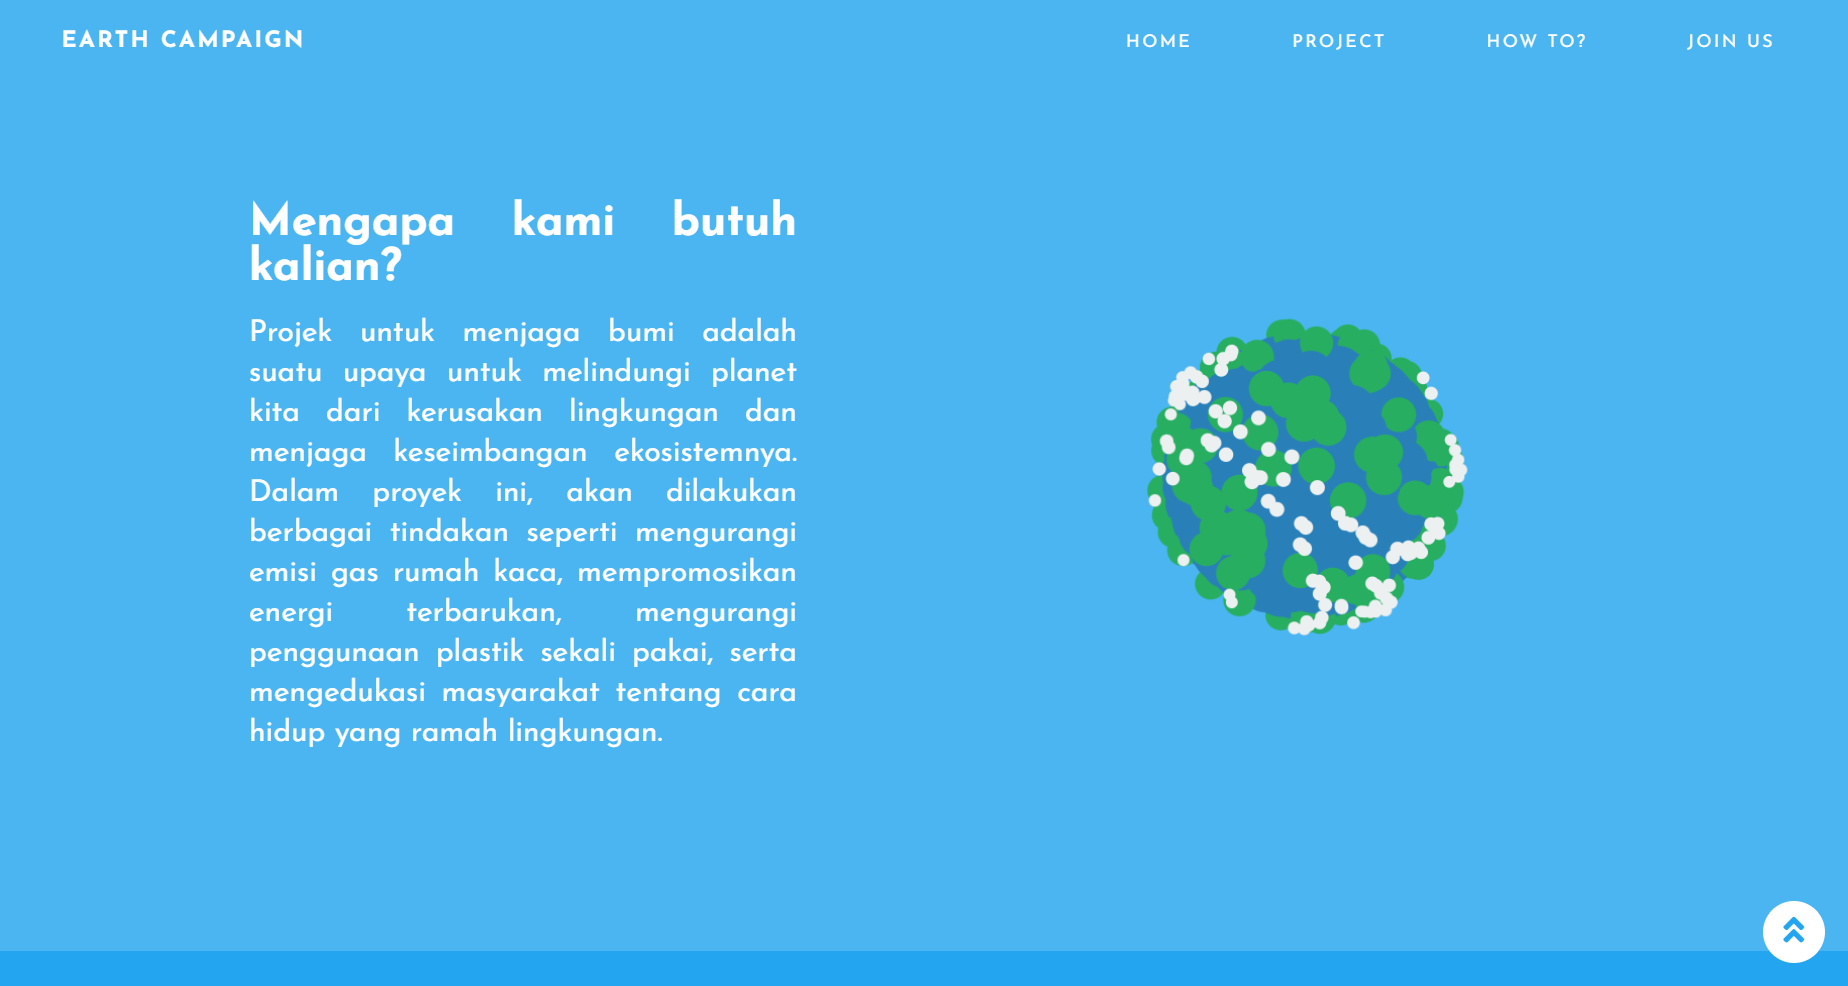 EARTH CAMPAIGN
HOME
PROJECT
HOW TO?
JOIN US
Mengapa kami butuh
kalian?
Projek untuk menjaga bumi adalah
suatu upaya untuk melindungi planet
kita dari kerusakan lingkungan dan
menjaga keseimbangan ekosistemnya.
Dalam proyek ini, akan dilakukan
berbagai tindakan seperti mengurangi
emisi gas rumah kaca, mempromosikan
energi terbarukan, mengurangi
penggunaan plastik sekali pakai, serta
mengedukasi masyarakat tentang cara
hidup yang ramah lingkungan.